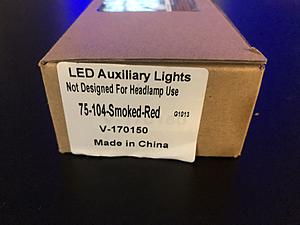 LED Auxiliary Lights
Not Designed For Headlamp Use
75-104-Smoked-Red G1013
V-170150
Made in China